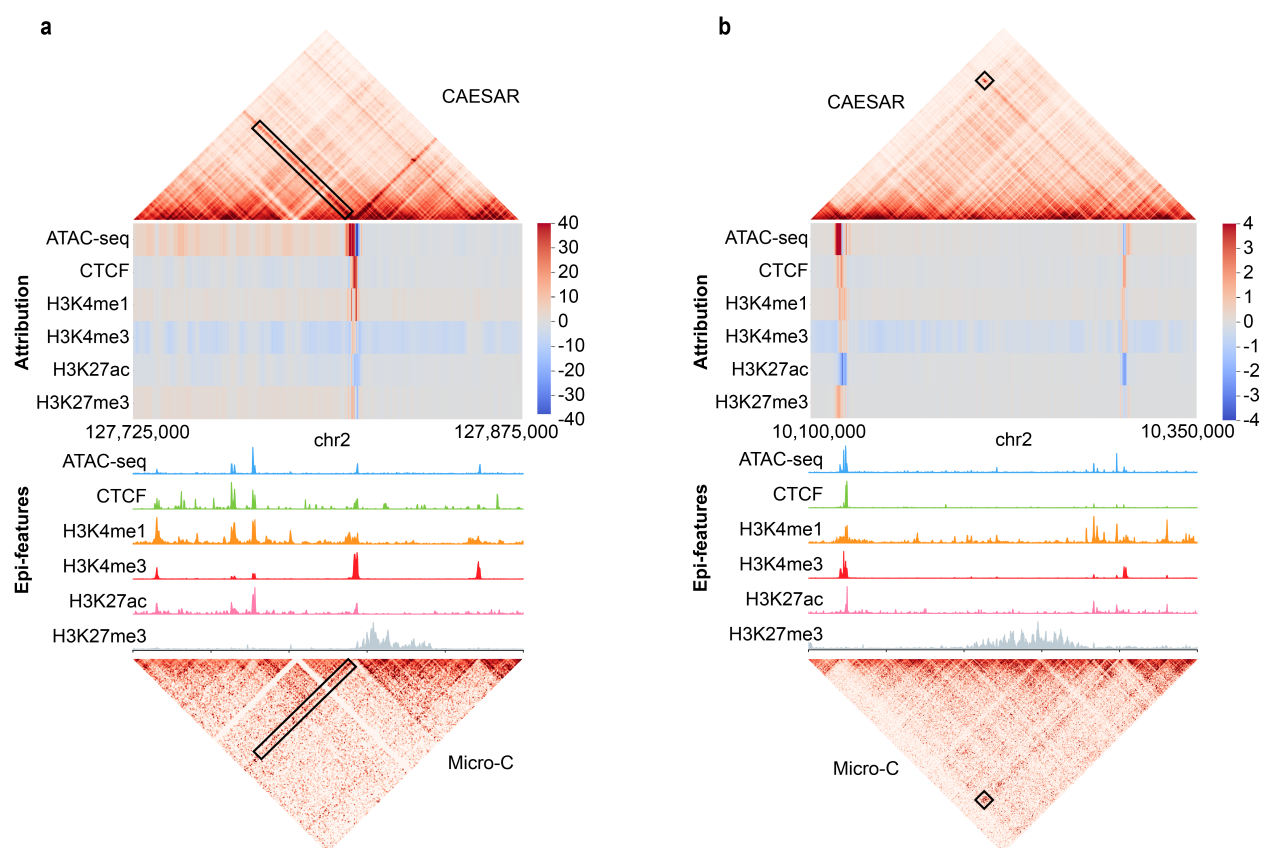 a
CAESAR
Attribution
ATAC-seq
CTCF
H3K4me1
H3K4me3
H3K27ac
H3K27me3
40
30
20
10
0
-10
-20
-30
-40
127,725,000
chr2
127,875,000
Epi-features
ATAC-seq
CTCF
H3K4me1
H3K4me3
H3K27ac
H3K27me3
Micro-C
b
CAESAR
Attribution
ATAC-seq
CTCF
H3K4me1
H3K4me3
H3K27ac
H3K27me3
4
3
2
1
0
-1
-2
-3
-4
10,100,000
chr2
10,350,000
Epi-features
ATAC-seq
CTCF
H3K4me1
H3K4me3
H3K27ac
H3K27me3
Micro-C